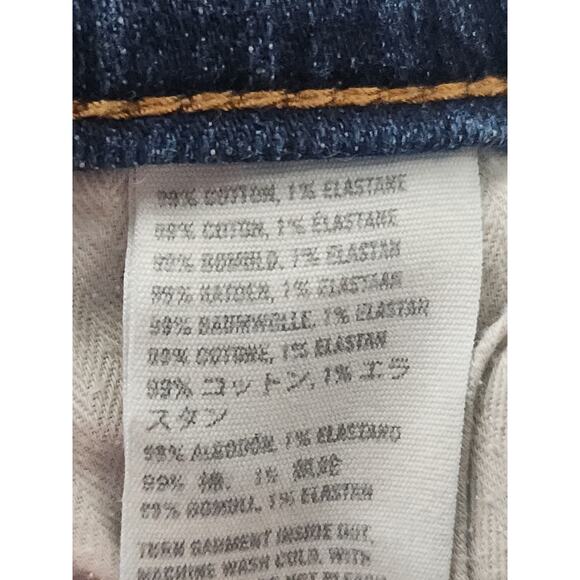 99% COTTON, 1% ELASTANE
99% COTON, 1% ÉLASTANE
99% BOMULD, 1% ELASTAN
99% KATOEN, 1% ELASTAAN
99% BAUMWOLLE, 1% ELASTAN
99% COTONE, 1% ELASTAN
99% コットン, 1% エラ
スタン
99% ALGODÓN, 1% ELASTANO
99% 棉, 1%
99% BOMULL, 1% ELASTAN
TURN GARMENT INSIDE OUT,
MACHINE WASH COLD, WITH